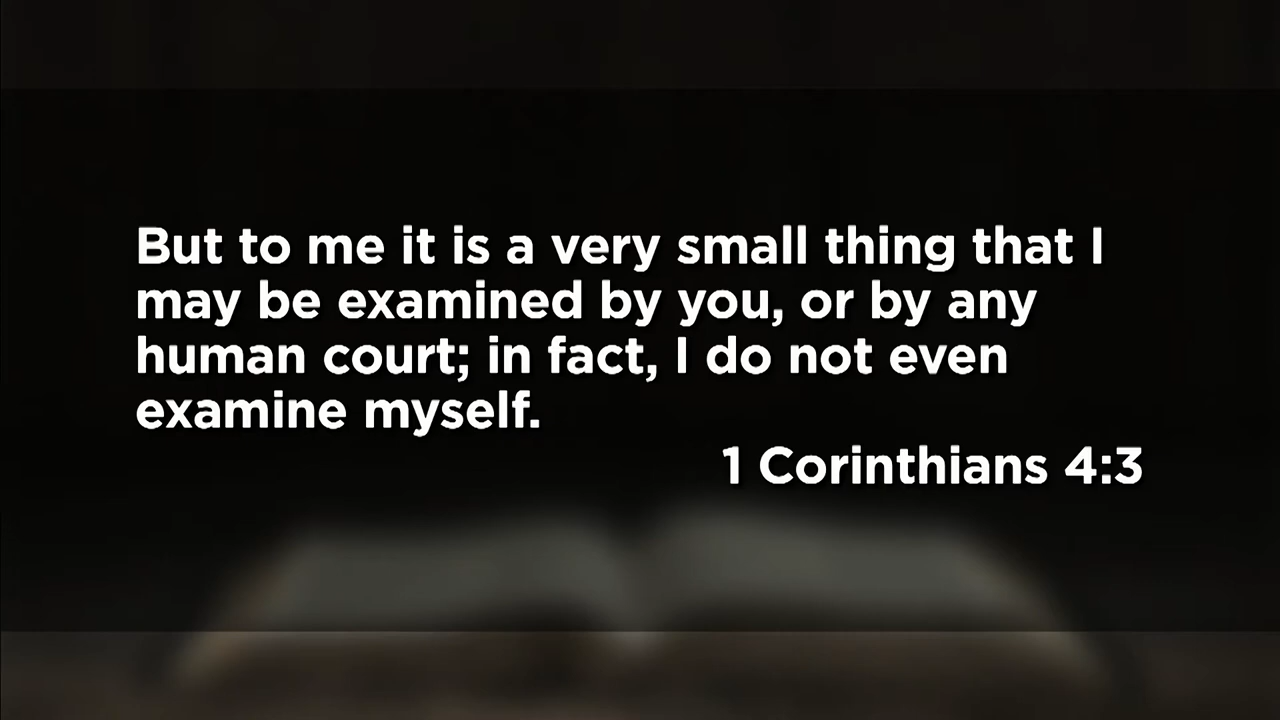 But to me it is a very small thing that I
may be examined by you, or by any
human court; in fact, I do not even
examine myself.
1 Corinthians 4:3